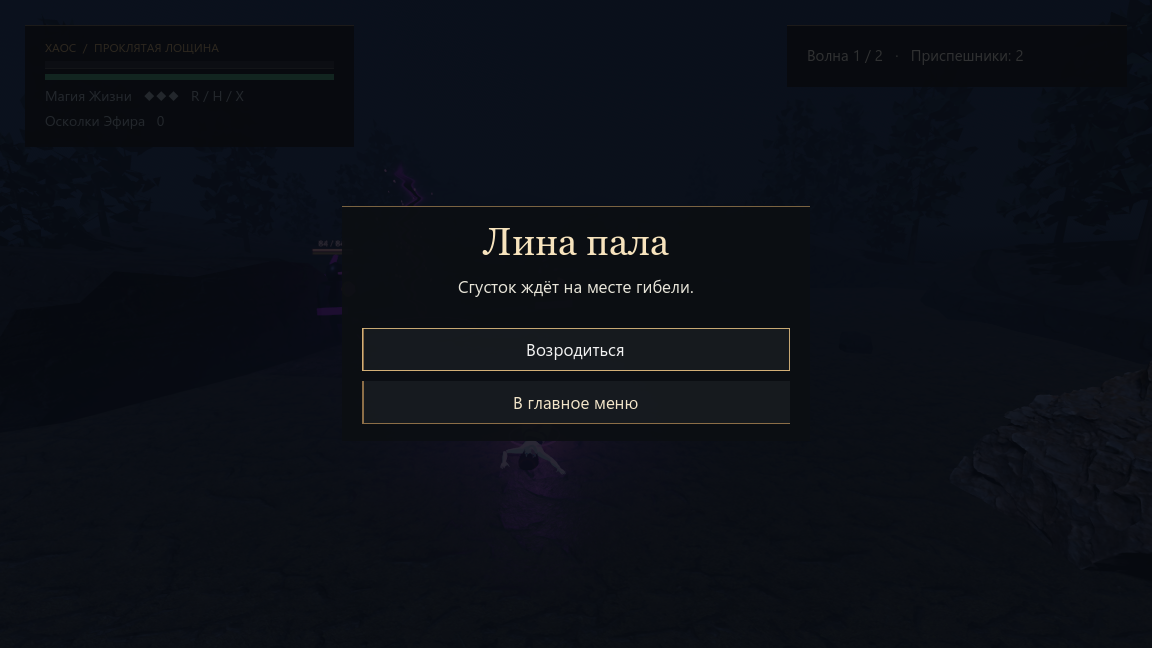 ХАОС / ПРОКЛЯТАЯ ЛОЩИНА
Магия Жизни ◆◆◆ R / H / X
Осколки Эфира 0
Волна 1 / 2 · Приспешники: 2
Лина пала
Сгусток ждёт на месте гибели.
Возродиться
В главное меню